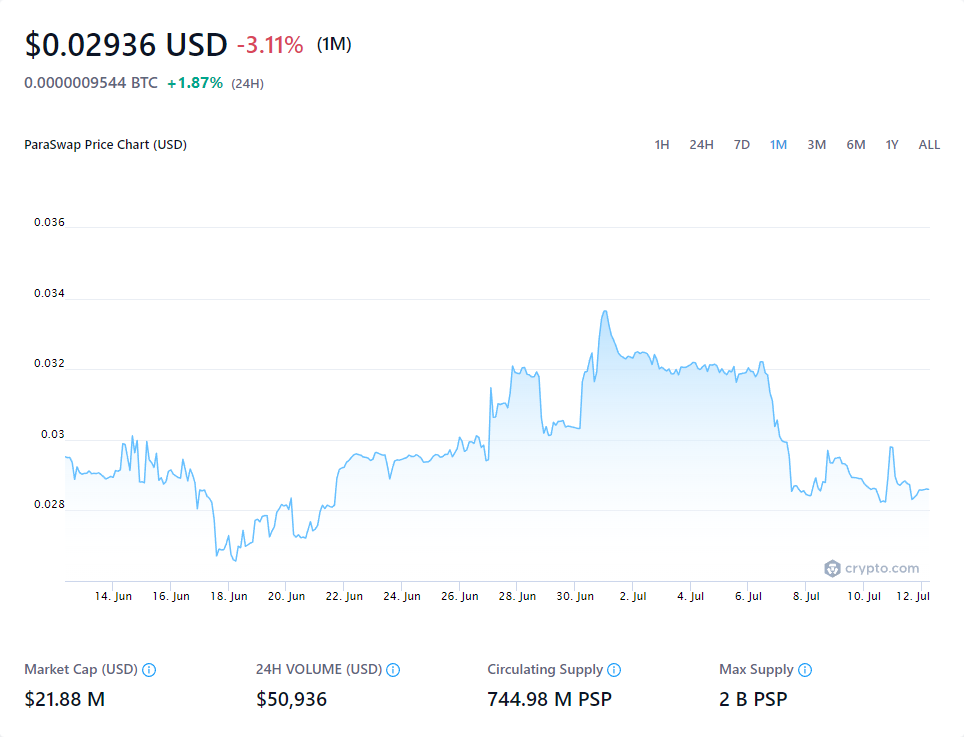 $0.02936 USD -3.11% (1M)
0.0000009544 BTC +1.87% (24H)
ParaSwap Price Chart (USD) 1H 24H 7D 1M 3M 6M 1Y ALL
0.036
0.034
0.032
0.03
0.028
crypto.com
14. Jun 16. Jun 18. Jun 20. Jun 22. Jun 24. Jun 26. Jun 28. Jun 30. Jun 2. Jul 4. Jul 6. Jul 8. Jul 10. Jul 12. Jul
Market Cap (USD) 24H VOLUME (USD) Circulating Supply Max Supply
$21.88 M $50,936 744.98 M PSP 2 B PSP